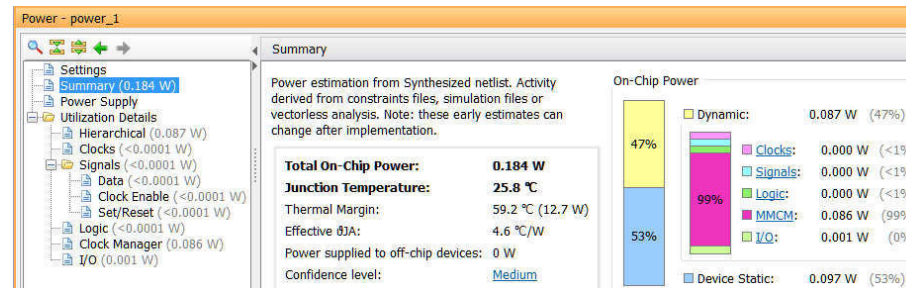 Power - power_1
Summary
Settings
Summary (0.184 W)
Power Supply
Utilization Details
Hierarchical (0.087 W)
Clocks (<0.0001 W)
Signals (<0.0001 W)
Data (<0.0001 W)
Clock Enable (<0.0001 W)
Set/Reset (<0.0001 W)
Logic (<0.0001 W)
Clock Manager (0.086 W)
I/O (0.001 W)
Power estimation from Synthesized netlist. Activity
derived from constraints files, simulation files or
vectorless analysis. Note: these early estimates can
change after implementation.
Total On-Chip Power: 0.184 W
Junction Temperature: 25.8 °C
Thermal Margin: 59.2 °C (12.7 W)
Effective ϑJA: 4.6 °C/W
Power supplied to off-chip devices: 0 W
Confidence level: Medium
On-Chip Power
47%
53%
Dynamic: 0.087 W (47%)
99%
Clocks: 0.000 W (<1%
Signals: 0.000 W (<1%
Logic: 0.000 W (<1%
MMCM: 0.086 W (99%
I/O: 0.001 W (0%
Device Static: 0.097 W (53%)